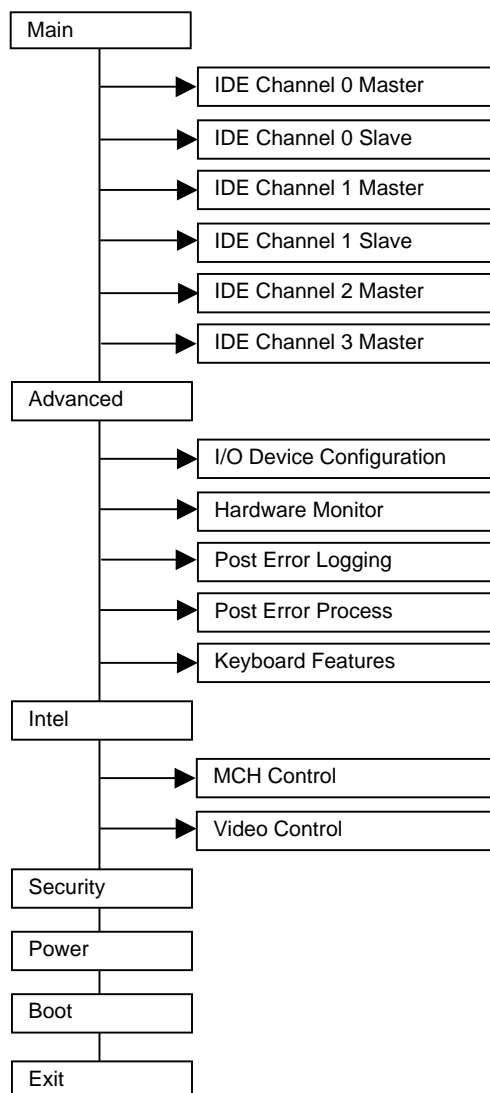 Main
IDE Channel 0 Master
IDE Channel 0 Slave
IDE Channel 1 Master
IDE Channel 1 Slave
IDE Channel 2 Master
IDE Channel 3 Master
Advanced
I/O Device Configuration
Hardware Monitor
Post Error Logging
Post Error Process
Keyboard Features
Intel
MCH Control
Video Control
Security
Power
Boot
Exit